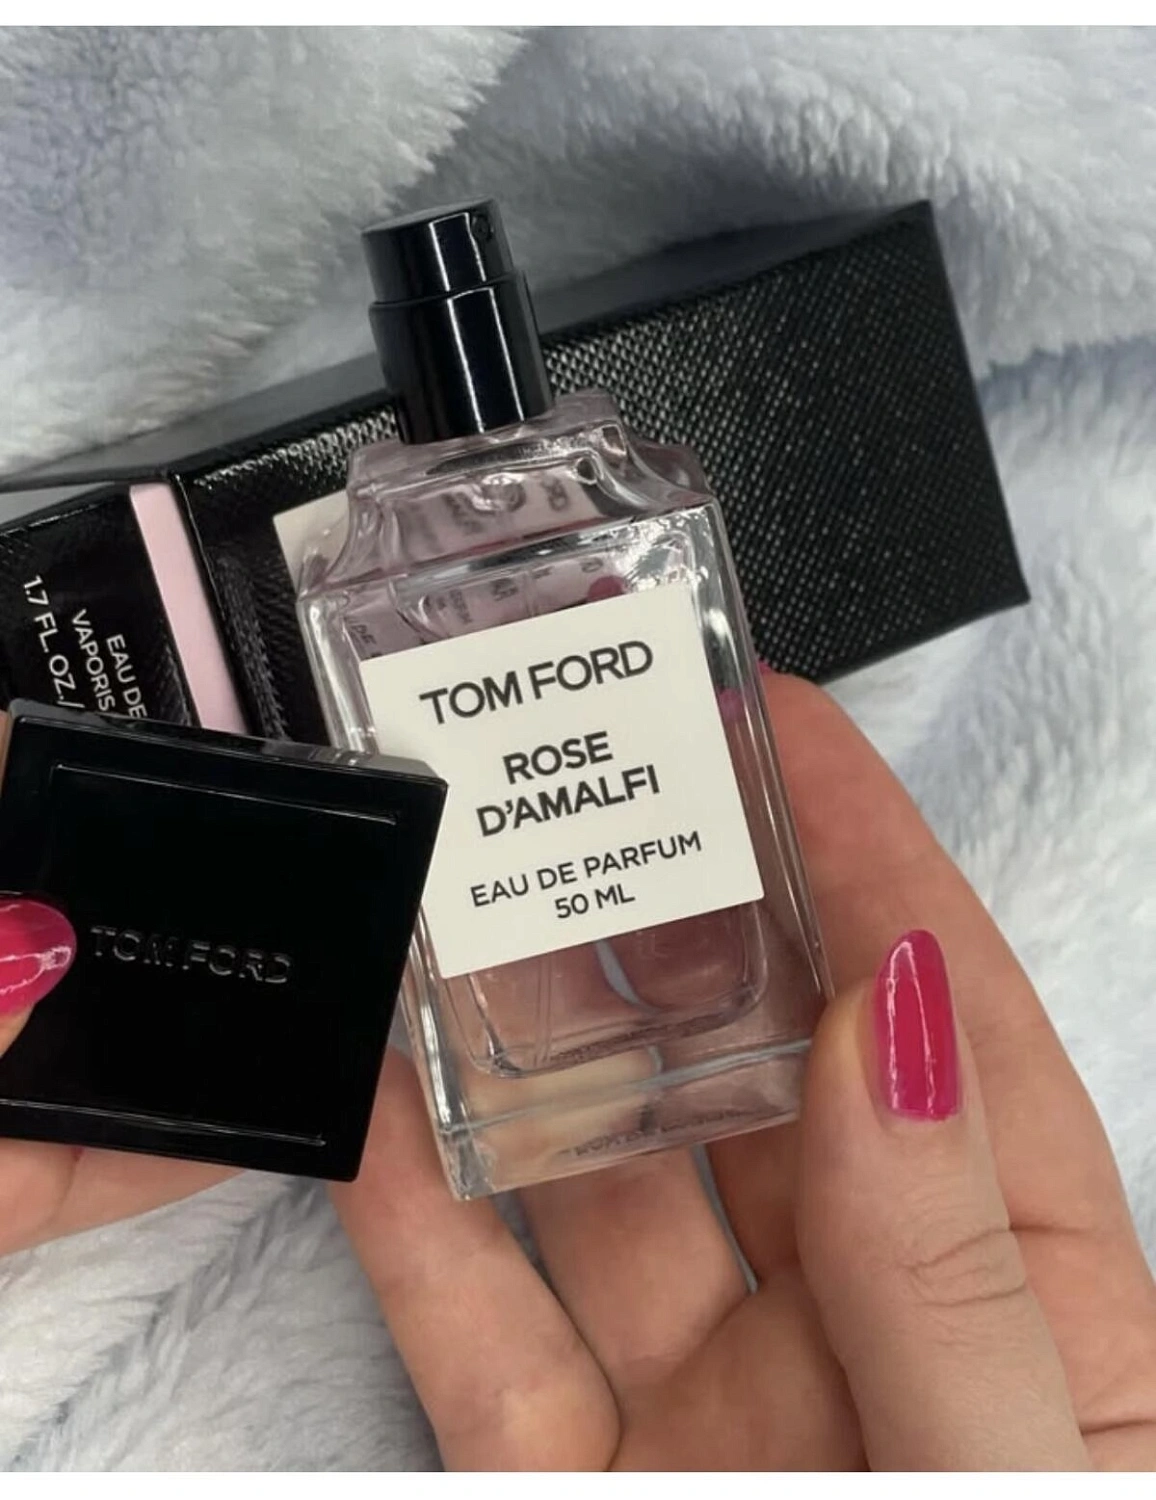 EAU DE
VAPORIS
1.7 FL. OZ./
TOM FORD
ROSE
D'AMALFI
EAU DE PARFUM
50 ML
TOM FORD